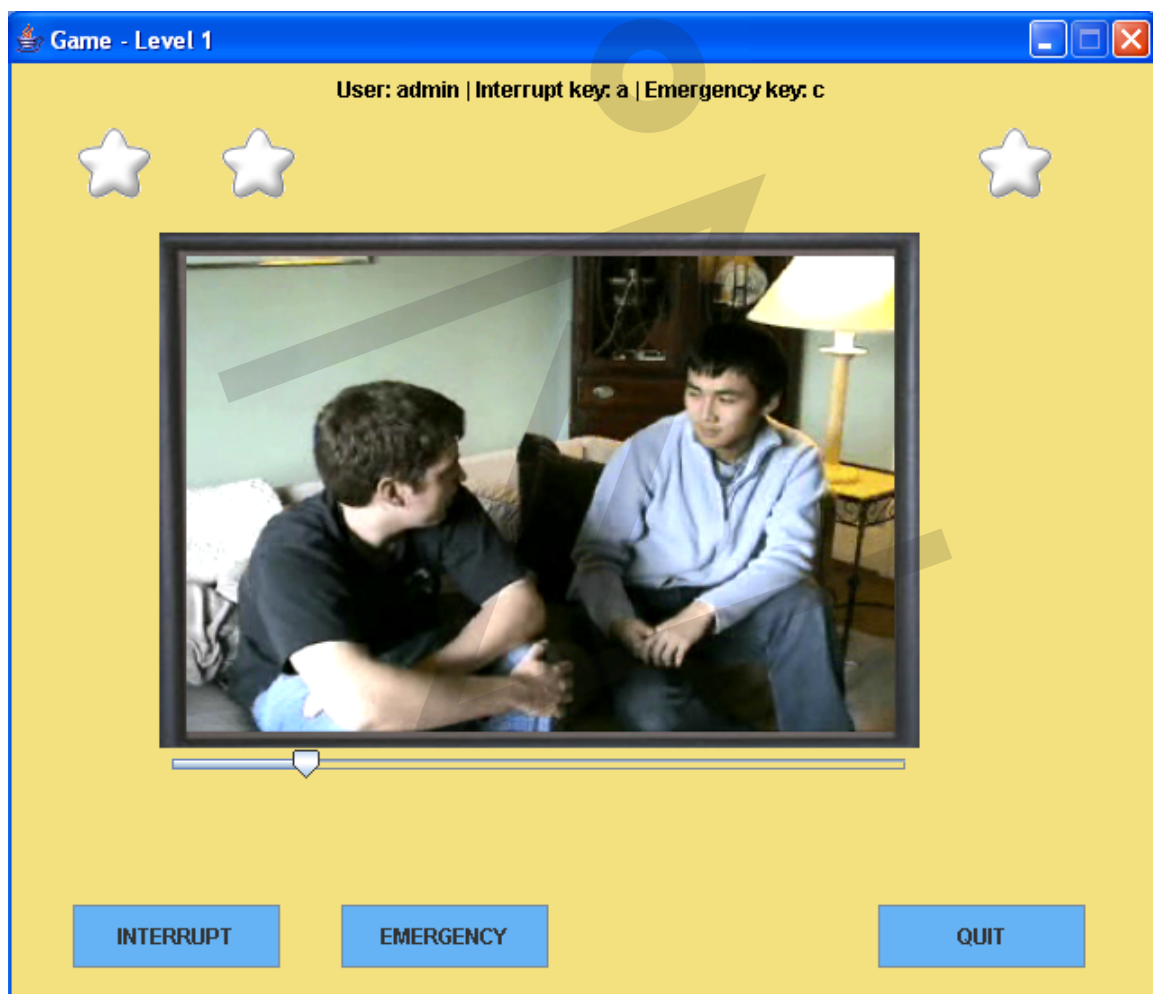 Game - Level 1
User: admin | Interrupt key: a | Emergency key: c
INTERRUPT
EMERGENCY
QUIT